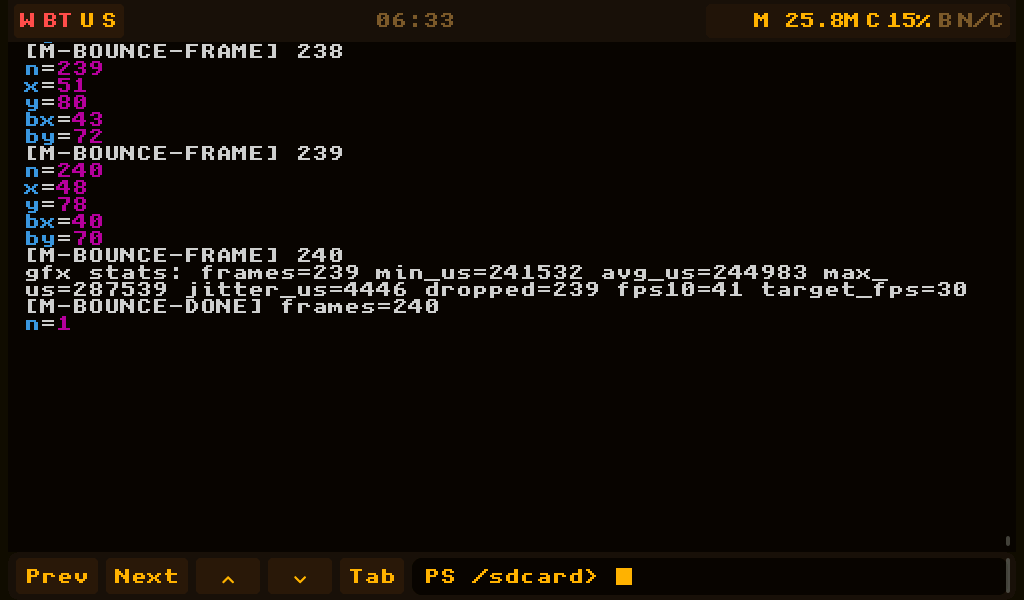 W BT U S 06:33 M 25.8M C 15% B N/C
[M-BOUNCE-FRAME] 238
n=239
x=51
y=80
bx=43
by=72
[M-BOUNCE-FRAME] 239
n=240
x=48
y=78
bx=40
by=70
[M-BOUNCE-FRAME] 240
gfx stats: frames=239 min_us=241532 avg_us=244983 max_
us=287539 jitter_us=4446 dropped=239 fps10=41 target_fps=30
[M-BOUNCE-DONE] frames=240
n=1
Prev Next ^ v Tab PS /sdcard>